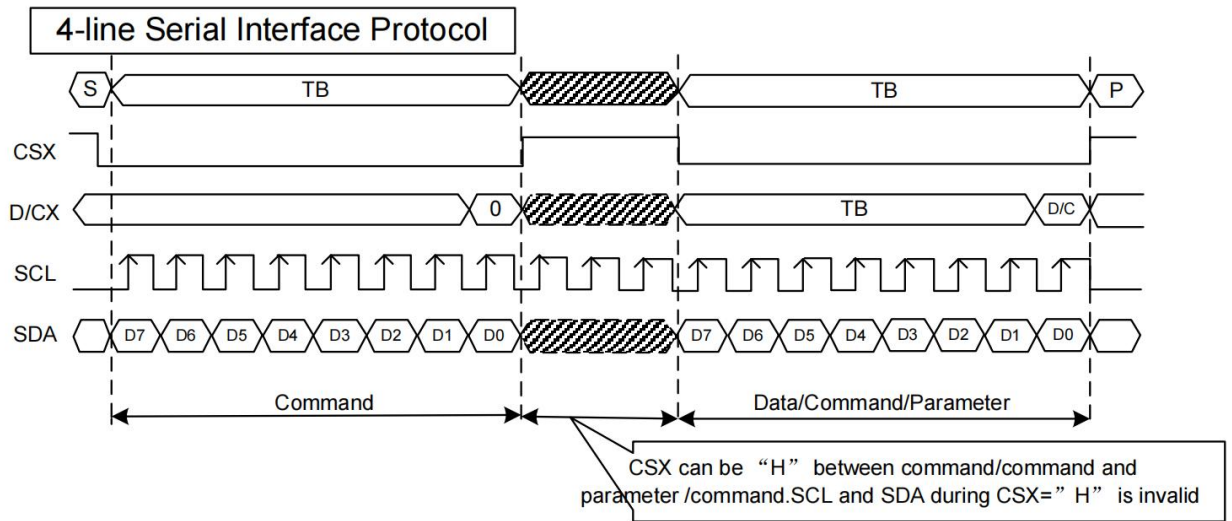 4-line Serial Interface Protocol
S TB TB P
CSX
D/CX 0 TB D/C
SCL
SDA D7 D6 D5 D4 D3 D2 D1 D0 D7 D6 D5 D4 D3 D2 D1 D0
Command Data/Command/Parameter
CSX can be “H” between command/command and
parameter /command.SCL and SDA during CSX=”H” is invalid